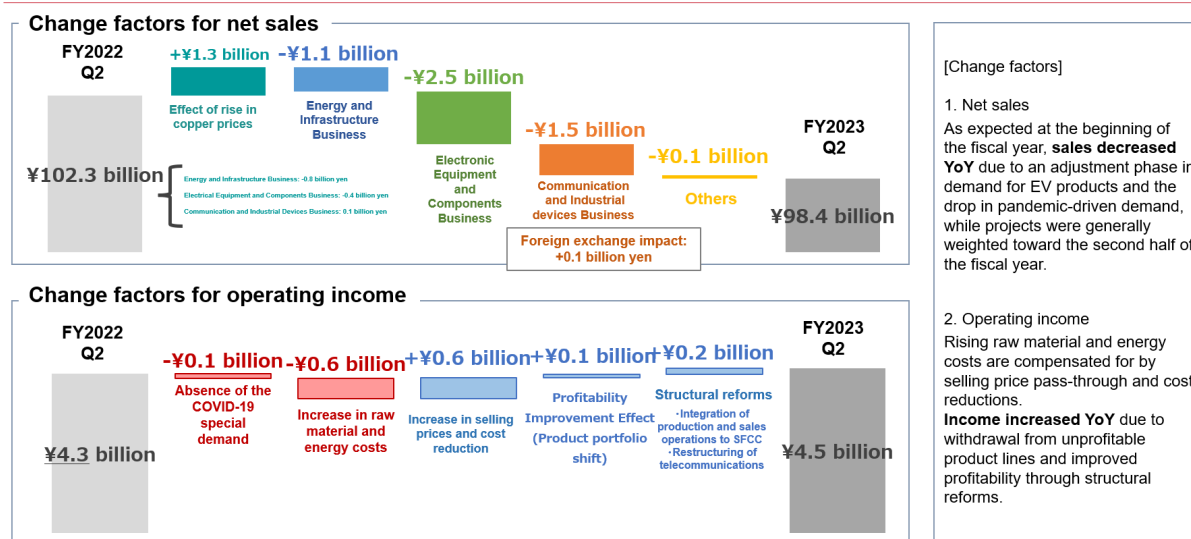 Change factors for net sales
FY2022
Q2
¥102.3 billion
+¥1.3 billion
Effect of rise in
copper prices
Energy and Infrastructure Business: -0.8 billion yen
Electrical Equipment and Components Business: -0.4 billion yen
Communication and Industrial Devices Business: 0.1 billion yen
-¥1.1 billion
Energy and
Infrastructure
Business
-¥2.5 billion
Electronic
Equipment
and
Components
Business
-¥1.5 billion
Communication
and Industrial
devices Business
-¥0.1 billion
Others
Foreign exchange impact:
+0.1 billion yen
FY2023
Q2
¥98.4 billion
Change factors for operating income
FY2022
Q2
¥4.3 billion
-¥0.1 billion
Absence of the
COVID-19
special
demand
-¥0.6 billion
Increase in raw
material and
energy costs
+¥0.6 billion
Increase in selling
prices and cost
reduction
+¥0.1 billion
Profitability
Improvement Effect
(Product portfolio
shift)
+¥0.2 billion
Structural reforms
・Integration of
production and sales
operations to SFCC
・Restructuring of
telecommunications
FY2023
Q2
¥4.5 billion
[Change factors]
1. Net sales
As expected at the beginning of
the fiscal year, sales decreased
YoY due to an adjustment phase in
demand for EV products and the
drop in pandemic-driven demand,
while projects were generally
weighted toward the second half of
the fiscal year.
2. Operating income
Rising raw material and energy
costs are compensated for by
selling price pass-through and cost
reductions.
Income increased YoY due to
withdrawal from unprofitable
product lines and improved
profitability through structural
reforms.